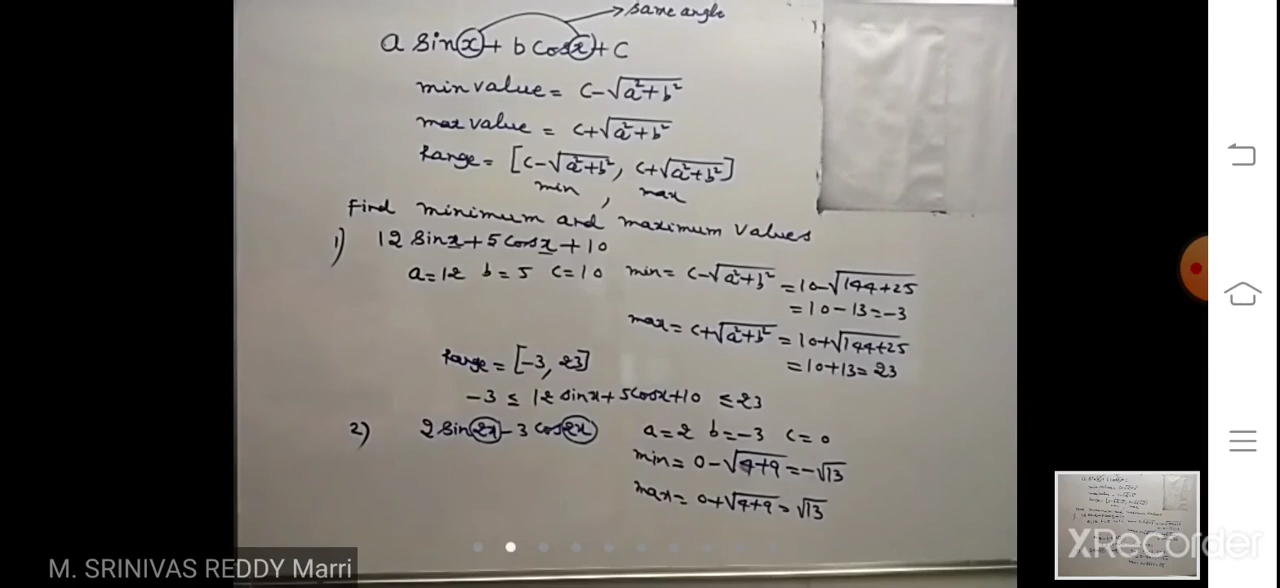 → same angle
a sin x + b cos x + c
min value = c-√(a²+b²)
max value = c+√(a²+b²)
Range = [c-√(a²+b²), c+√(a²+b²)]
min , max
Find minimum and maximum values
1) 12 sin x + 5 cos x + 10
a=12 b=5 c=10 min = c-√(a²+b²) = 10-√(144+25)
= 10-13 = -3
max = c+√(a²+b²) = 10+√(144+25)
= 10+13 = 23
Range = [-3, 23]
-3 ≤ 12 sin x + 5 cos x + 10 ≤ 23
2) 2 sin 2x - 3 cos 2x a=2 b=-3 c=0
min = 0-√(4+9) = -√13
max = 0+√(4+9) = √13
M. SRINIVAS REDDY Marri
XRecorder